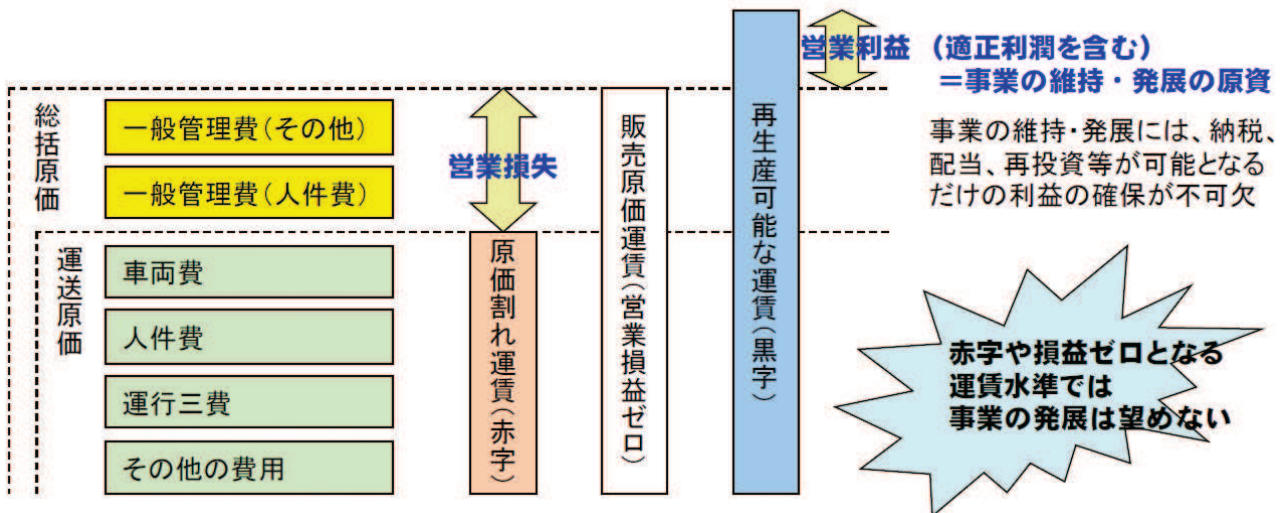 営業利益（適正利潤を含む）
＝事業の維持・発展の原資
事業の維持・発展には、納税、
配当、再投資等が可能となる
だけの利益の確保が不可欠
総括原価
一般管理費（その他）
一般管理費（人件費）
運送原価
車両費
人件費
運行三費
その他の費用
営業損失
原価割れ運賃（赤字）
販売原価運賃（営業損益ゼロ）
再生産可能な運賃（黒字）
赤字や損益ゼロとなる
運賃水準では
事業の発展は望めない